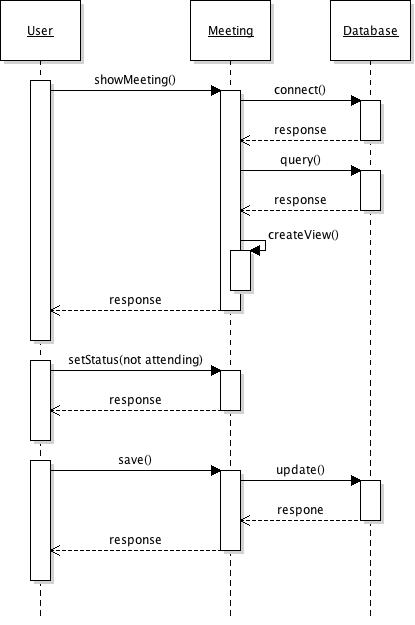 User
Meeting
Database
showMeeting()
connect()
response
query()
response
createView()
response
setStatus(not attending)
response
save()
update()
respone
response